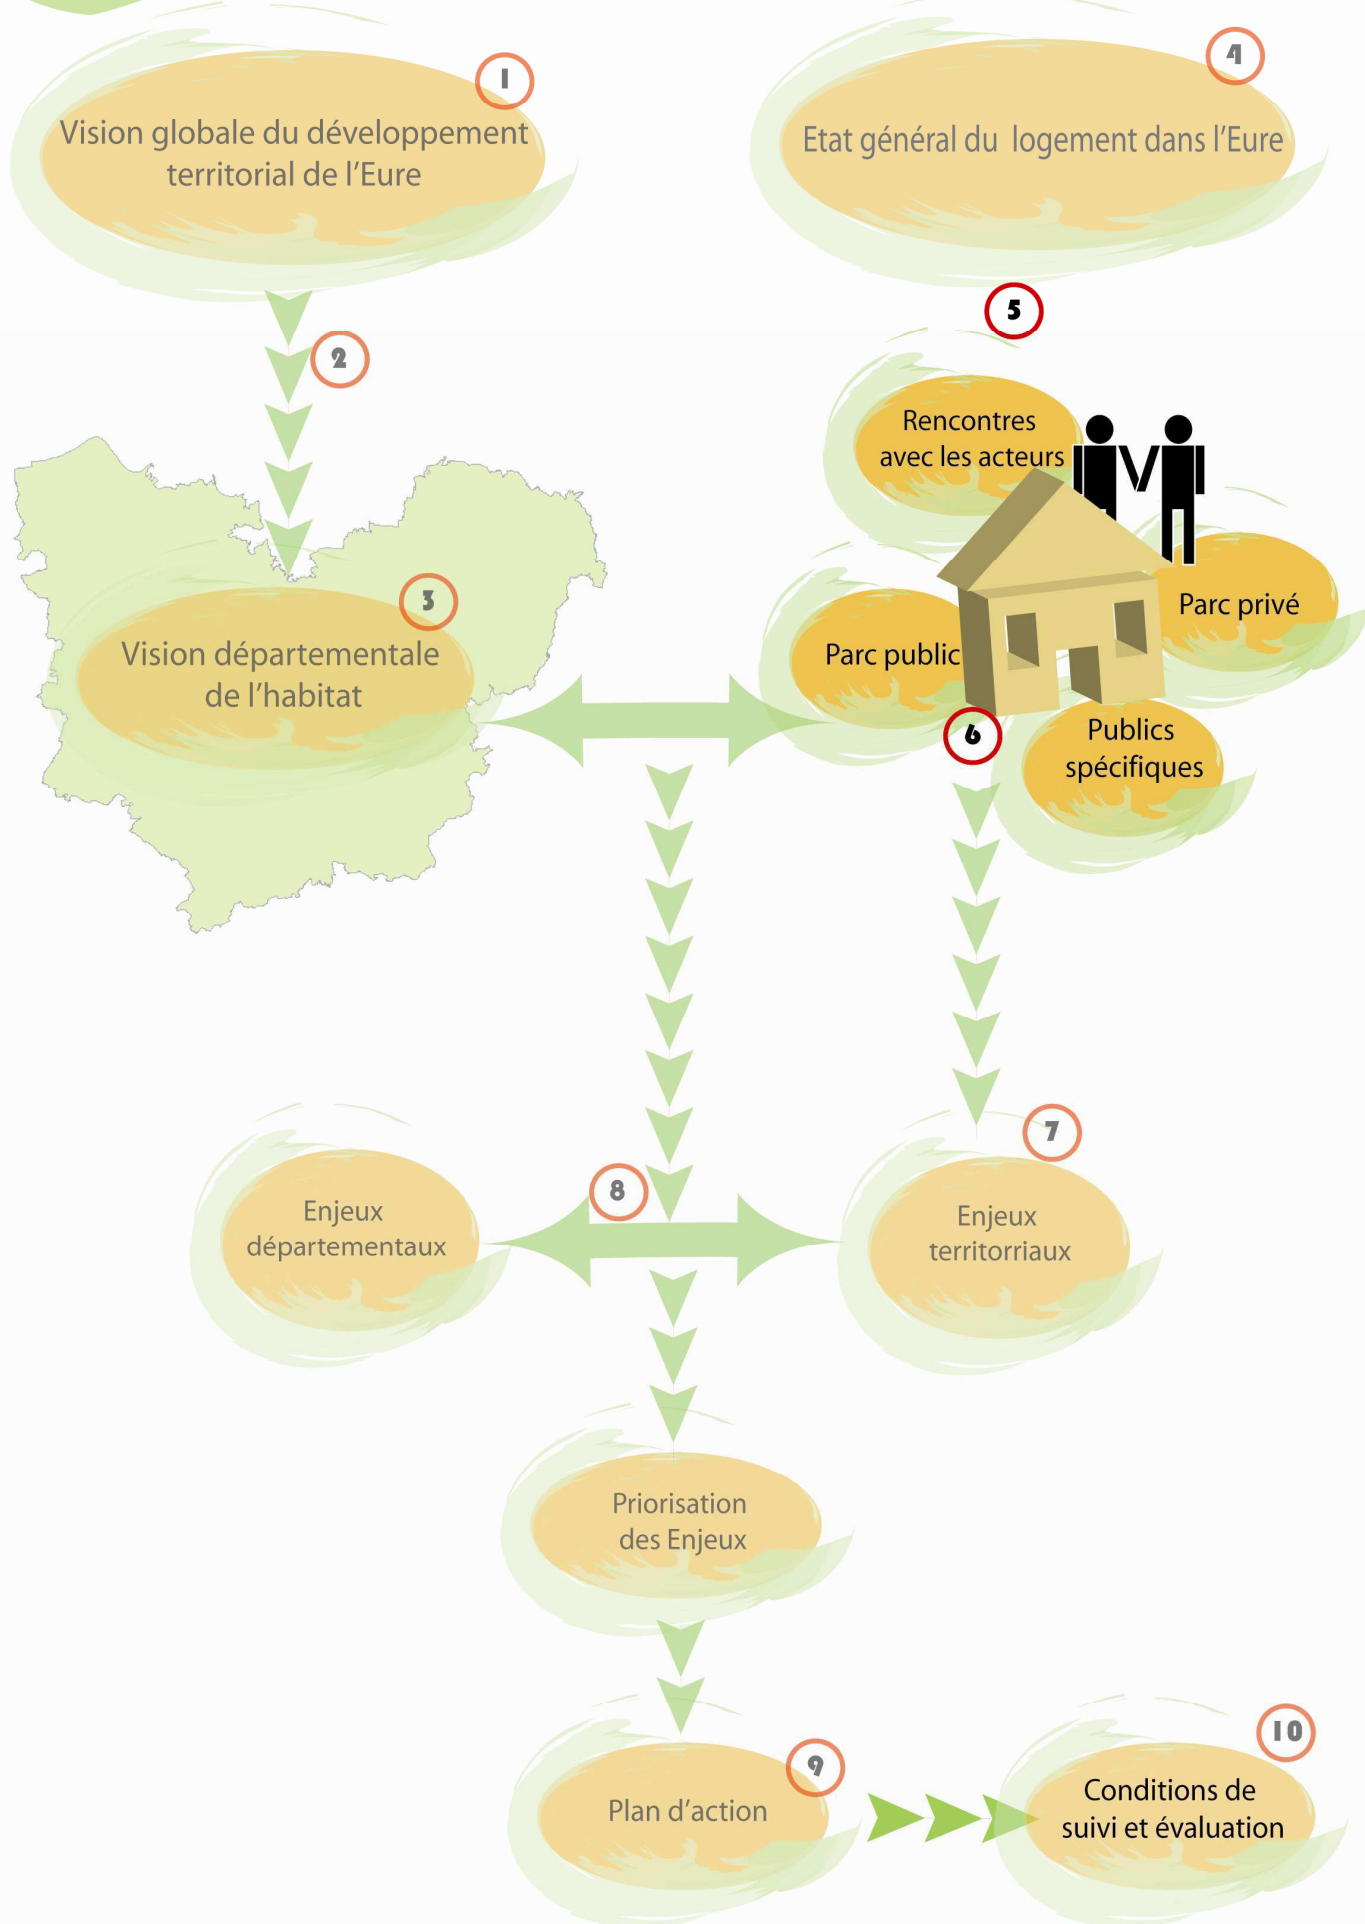 1
Vision globale du développement
territorial de l'Eure
4
Etat général du  logement dans l'Eure
2
5
Rencontres
avec les acteurs
3
Vision départementale
de l'habitat
Parc privé
Parc public
6
Publics
spécifiques
7
8
Enjeux
départementaux
Enjeux
territorriaux
Priorisation
des Enjeux
9
Plan d'action
10
Conditions de
suivi et évaluation